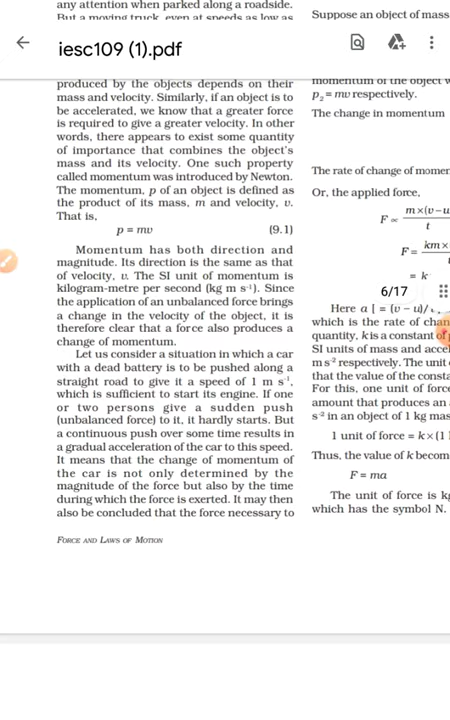 any attention when parked along a roadside.
But a moving truck, even at speeds as low as
iesc109 (1).pdf
produced by the objects depends on their
mass and velocity. Similarly, if an object is to
be accelerated, we know that a greater force
is required to give a greater velocity. In other
words, there appears to exist some quantity
of importance that combines the object's
mass and its velocity. One such property
called momentum was introduced by Newton.
The momentum, p of an object is defined as
the product of its mass, m and velocity, v.
That is,
p = mv (9.1)
Momentum has both direction and
magnitude. Its direction is the same as that
of velocity, v. The SI unit of momentum is
kilogram-metre per second (kg m s⁻¹). Since
the application of an unbalanced force brings
a change in the velocity of the object, it is
therefore clear that a force also produces a
change of momentum.
Let us consider a situation in which a car
with a dead battery is to be pushed along a
straight road to give it a speed of 1 m s⁻¹,
which is sufficient to start its engine. If one
or two persons give a sudden push
(unbalanced force) to it, it hardly starts. But
a continuous push over some time results in
a gradual acceleration of the car to this speed.
It means that the change of momentum of
the car is not only determined by the
magnitude of the force but also by the time
during which the force is exerted. It may then
also be concluded that the force necessary to
FORCE AND LAWS OF MOTION
Suppose an object of mass
momentum of the object
p₂ = mv respectively.
The change in momentum
The rate of change of
Or, the applied force,
F ∝ m×(v–u
t
F = km×
= k
6/17
Here a [ = (v – u)/
which is the rate of
quantity, k is a constant of
SI units of mass and
m s⁻² respectively. The unit
that the value of the
For this, one unit of
amount that produces an
s⁻² in an object of 1 kg
1 unit of force = k × (1
Thus, the value of k
F = ma
The unit of force is
which has the symbol N.